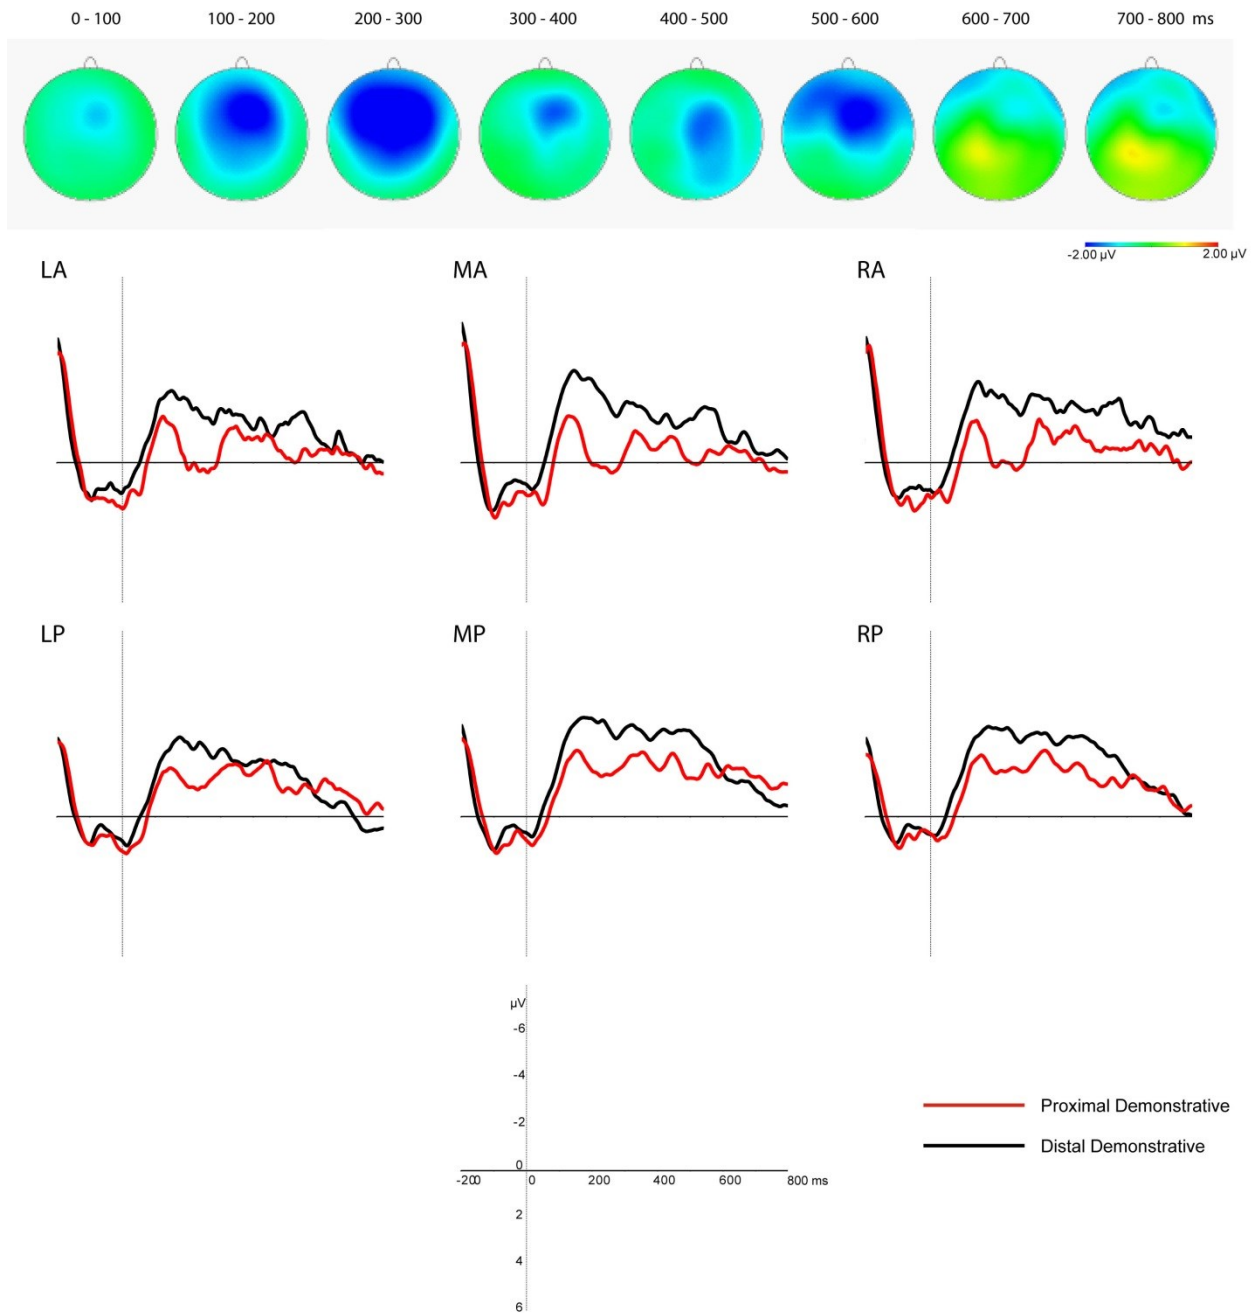 0 - 100 100 - 200 200 - 300 300 - 400 400 - 500 500 - 600 600 - 700 700 - 800 ms
-2.00 µV 2.00 µV
LA MA RA
LP MP RP
µV
-6
-4
-2
0
-200 0 200 400 600 800 ms
2
4
6
Proximal Demonstrative
Distal Demonstrative